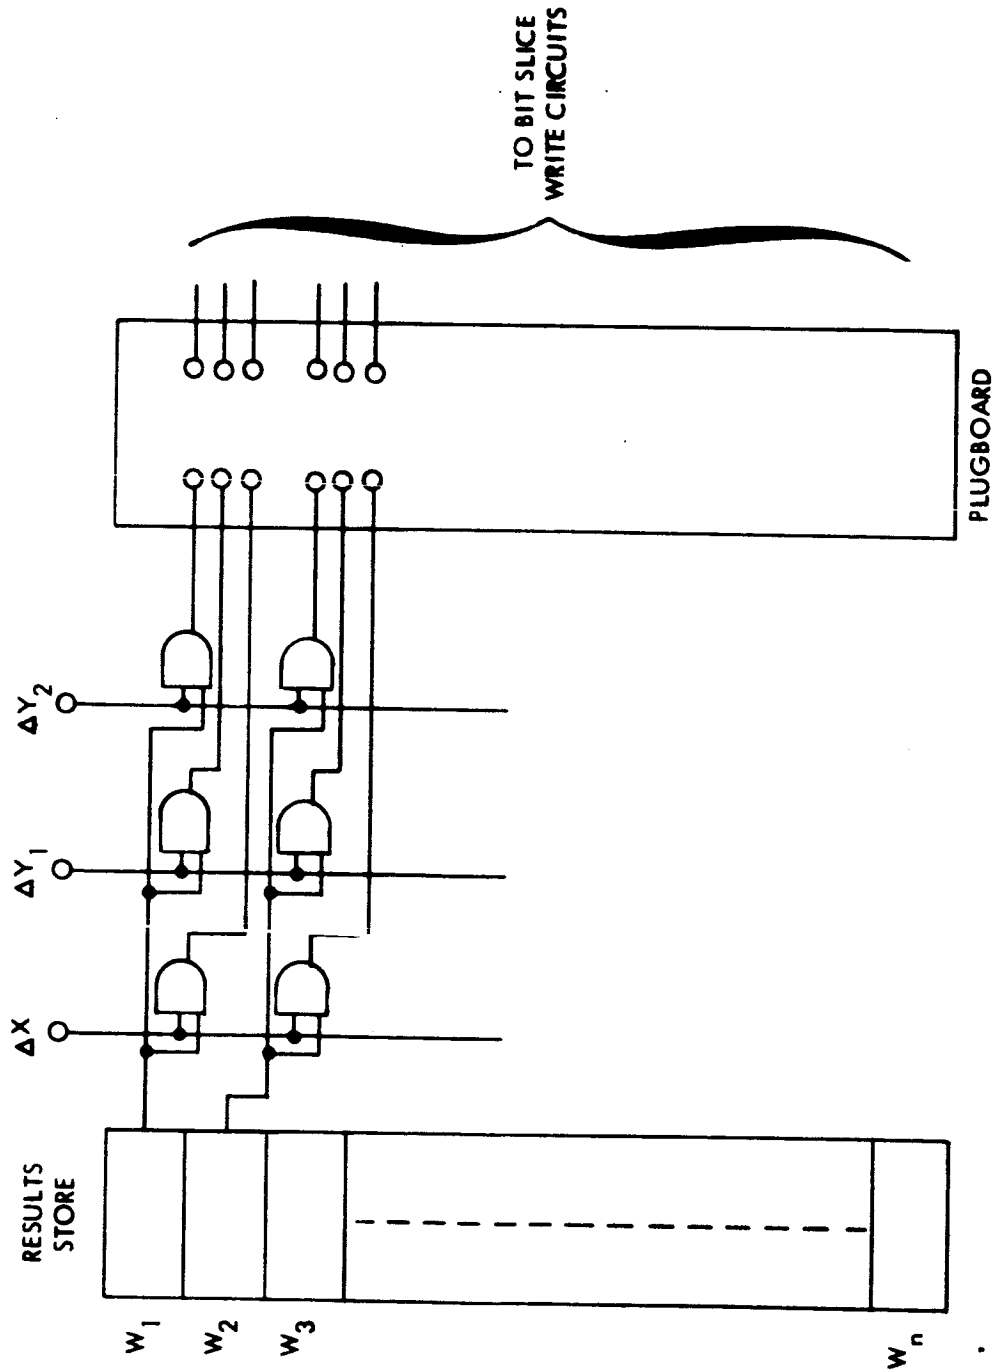 RESULTS
STORE
W1
W2
W3
Wn
ΔX
ΔY1
ΔY2
PLUGBOARD
TO BIT SLICE
WRITE CIRCUITS